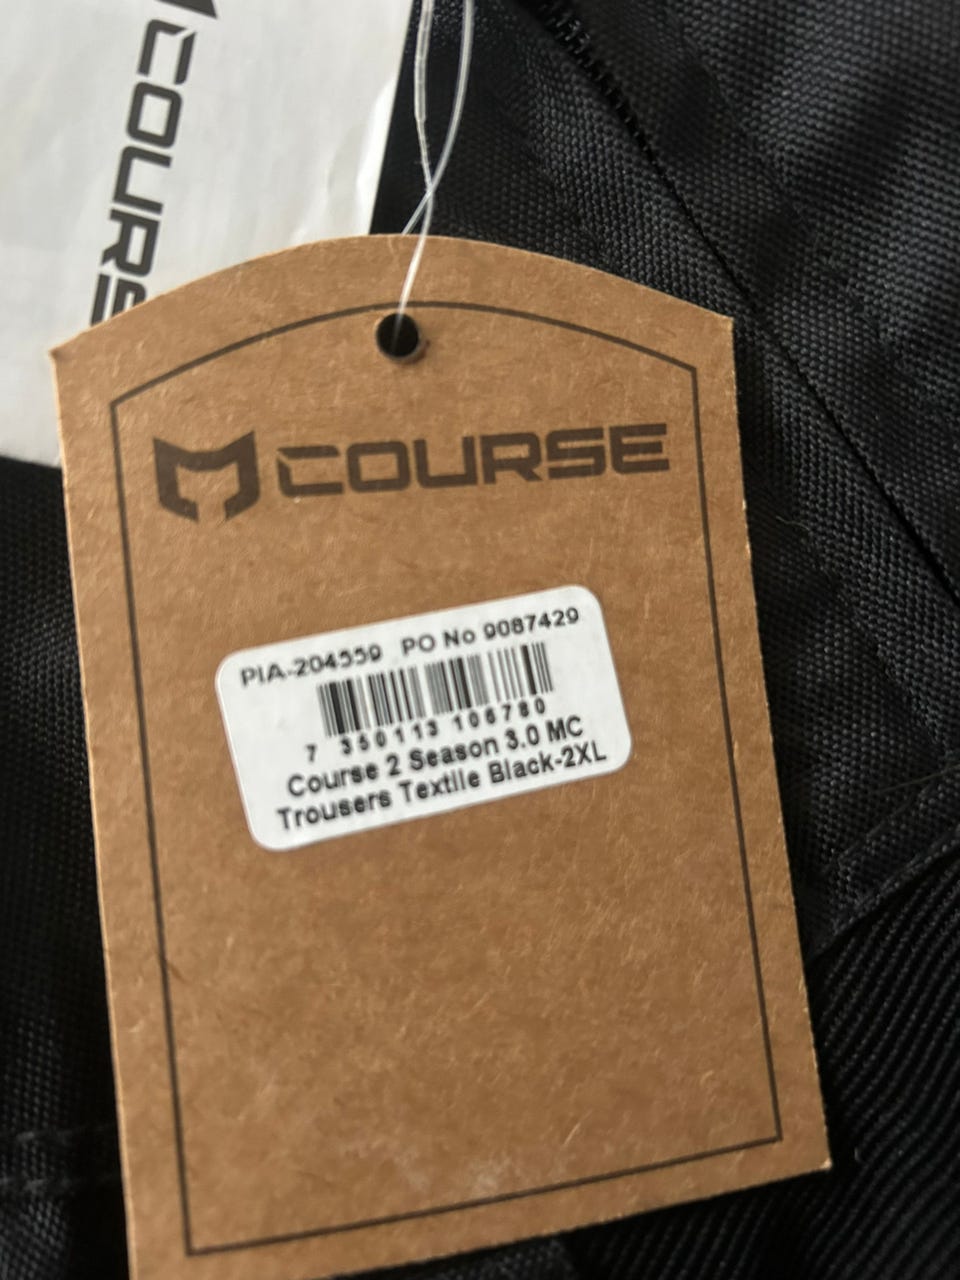 COURS
COURSE
PIA-204559 PO No 9087429
7 350113 106780
Course 2 Season 3.0 MC
Trousers Textile Black-2XL